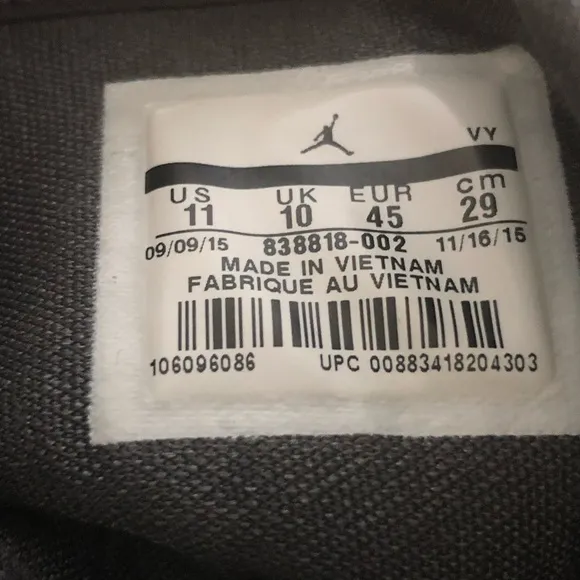 VY
US UK EUR cm
11 10 45 29
09/09/15 838818-002 11/16/15
MADE IN VIETNAM
FABRIQUE AU VIETNAM
106096086 UPC 00883418204303